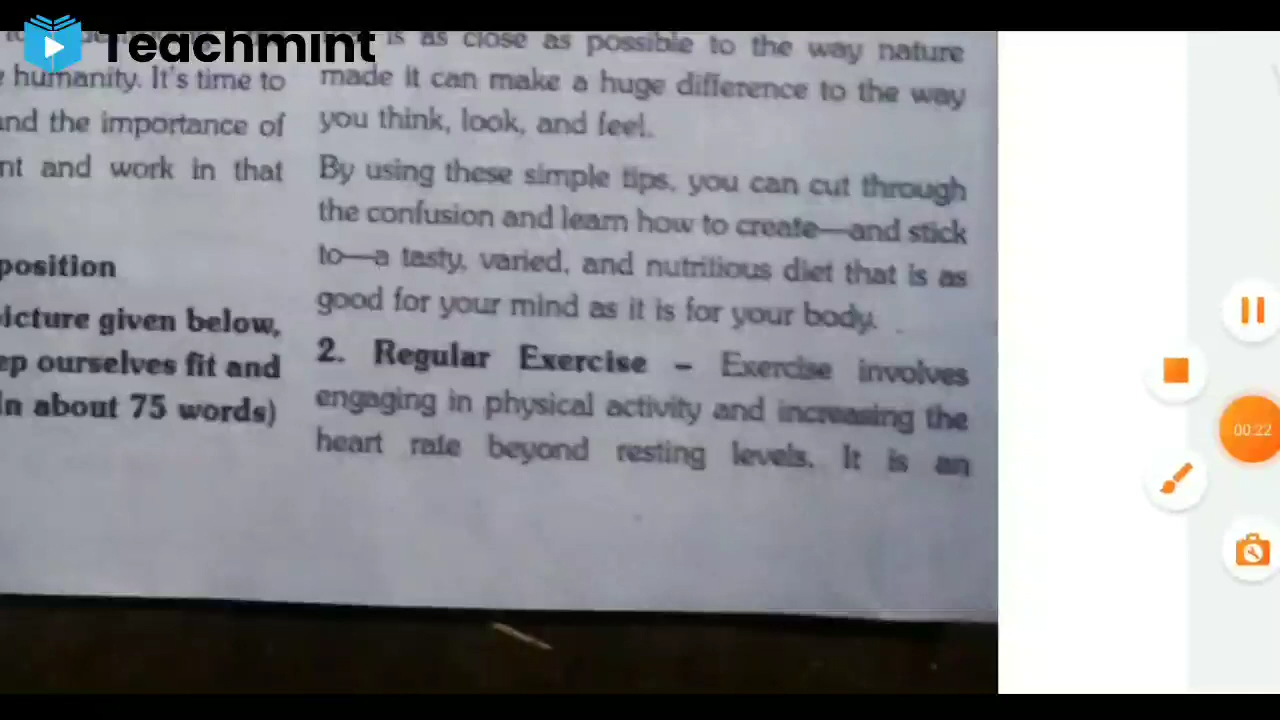 Teachmint
humanity. It's time to
and the importance of
and work in that
position
picture given below,
ourselves fit and
in about 75 words)
is as close as possible to the way nature
made it can make a huge difference to the way
you think, look, and feel.
By using these simple tips, you can cut through
the confusion and learn how to create—and stick
to—a tasty, varied, and nutritious diet that is as
good for your mind as it is for your body.
2. Regular Exercise – Exercise involves
engaging in physical activity and increasing the
heart rate beyond resting levels. It is an
00:22